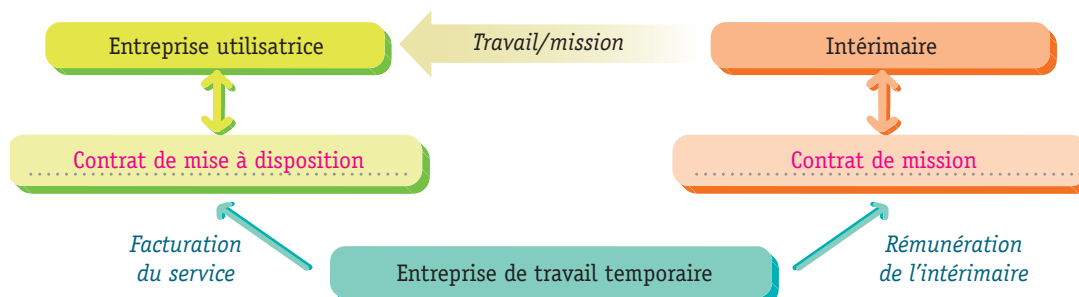 Entreprise utilisatrice
Travail/mission
Intérimaire
Contrat de mise à disposition
Contrat de mission
Facturation
du service
Entreprise de travail temporaire
Rémunération
de l'intérimaire